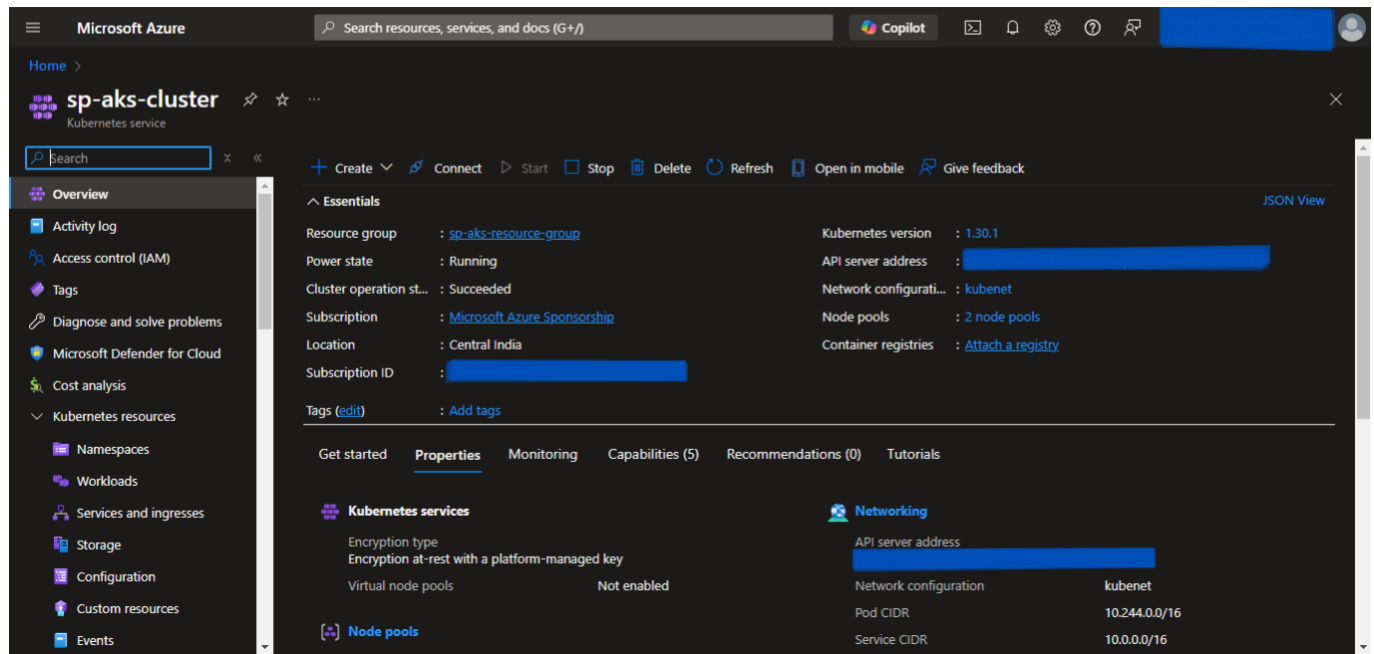 Microsoft Azure
Search resources, services, and docs (G+/)
Copilot
Home >
sp-aks-cluster
Kubernetes service
Search
Overview
Activity log
Access control (IAM)
Tags
Diagnose and solve problems
Microsoft Defender for Cloud
Cost analysis
Kubernetes resources
Namespaces
Workloads
Services and ingresses
Storage
Configuration
Custom resources
Events
Create Connect Start Stop Delete Refresh Open in mobile Give feedback
Essentials JSON View
Resource group : sp-aks-resource-group
Power state : Running
Cluster operation st... : Succeeded
Subscription : Microsoft Azure Sponsorship
Location : Central India
Subscription ID :
Tags (edit) : Add tags
Kubernetes version : 1.30.1
API server address :
Network configurati... : kubenet
Node pools : 2 node pools
Container registries : Attach a registry
Get started Properties Monitoring Capabilities (5) Recommendations (0) Tutorials
Kubernetes services
Encryption type
Encryption at-rest with a platform-managed key
Virtual node pools Not enabled
Node pools
Networking
API server address
Network configuration kubenet
Pod CIDR 10.244.0.0/16
Service CIDR 10.0.0.0/16